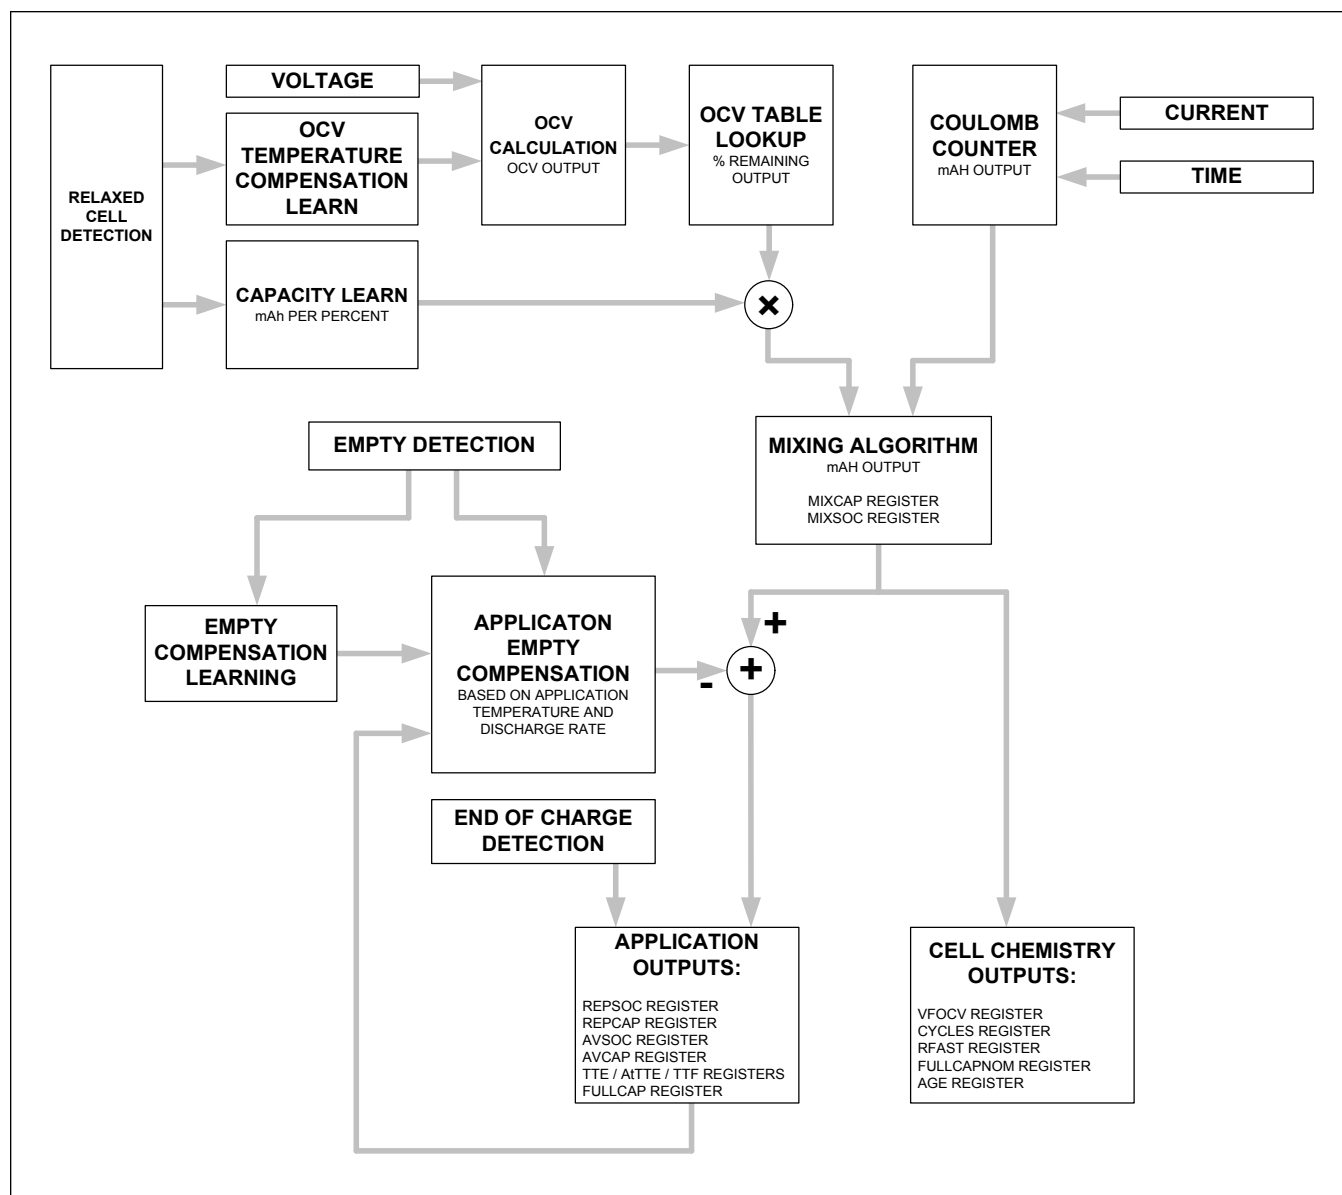 RELAXED
CELL
DETECTION
VOLTAGE
OCV
TEMPERATURE
COMPENSATION
LEARN
CAPACITY LEARN
mAh PER PERCENT
OCV
CALCULATION
OCV OUTPUT
OCV TABLE
LOOKUP
% REMAINING
OUTPUT
COULOMB
COUNTER
mAH OUTPUT
CURRENT
TIME
×
MIXING ALGORITHM
mAH OUTPUT
MIXCAP REGISTER
MIXSOC REGISTER
EMPTY DETECTION
EMPTY
COMPENSATION
LEARNING
APPLICATON
EMPTY
COMPENSATION
BASED ON APPLICATION
TEMPERATURE AND
DISCHARGE RATE
+
+
-
END OF CHARGE
DETECTION
APPLICATION
OUTPUTS:
REPSOC REGISTER
REPCAP REGISTER
AVSOC REGISTER
AVCAP REGISTER
TTE / AtTTE / TTF REGISTERS
FULLCAP REGISTER
CELL CHEMISTRY
OUTPUTS:
VFOCV REGISTER
CYCLES REGISTER
RFAST REGISTER
FULLCAPNOM REGISTER
AGE REGISTER